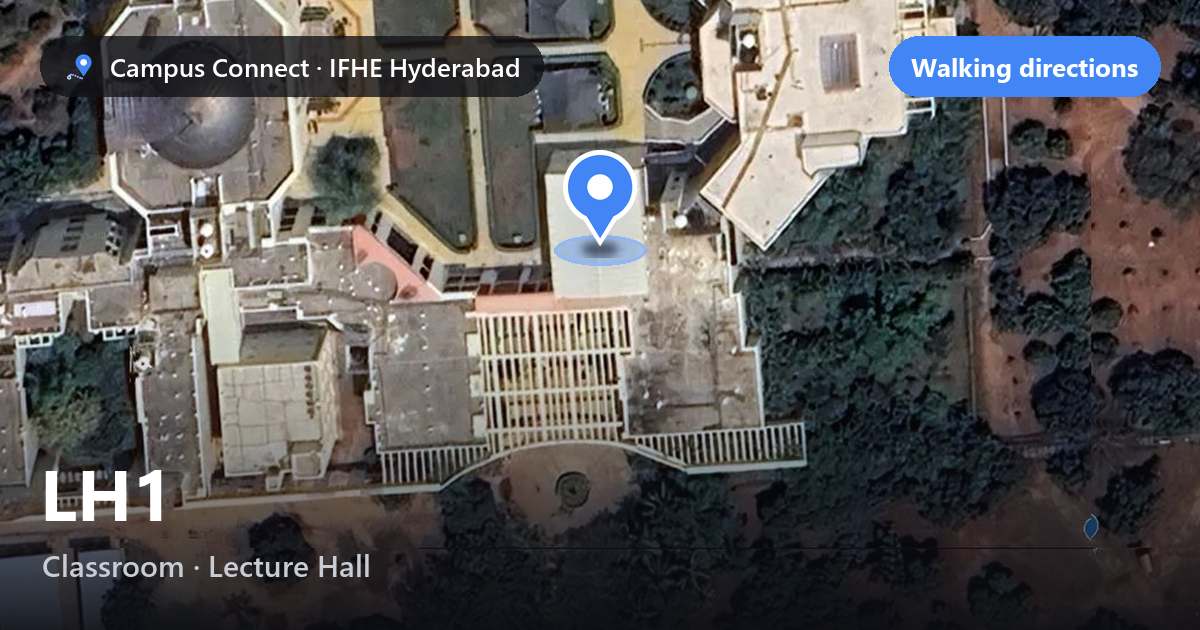 Campus Connect · IFHE Hyderabad
Walking directions
LH1
Classroom · Lecture Hall